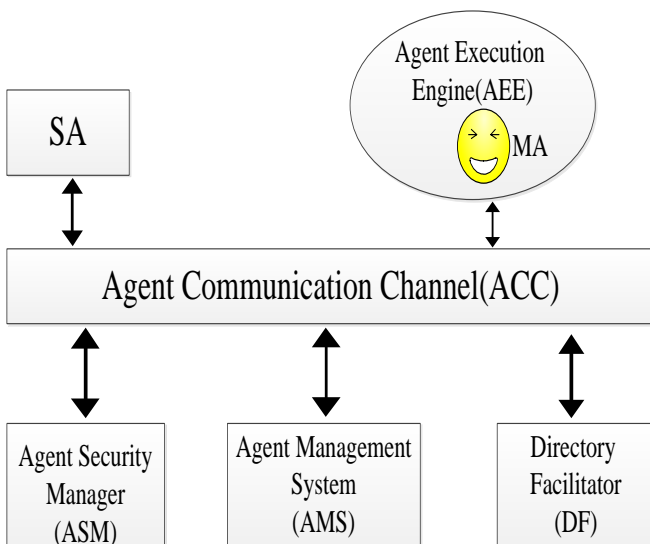 Agent Execution
Engine(AEE)
MA
SA
Agent Communication Channel(ACC)
Agent Security
Manager
(ASM)
Agent Management
System
(AMS)
Directory
Facilitator
(DF)